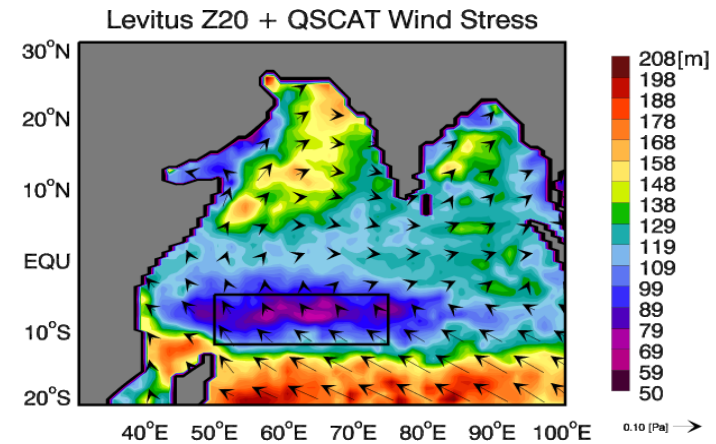 Levitus Z20 + QSCAT Wind Stress
30°N
20°N
10°N
EQU
10°S
20°S
40°E 50°E 60°E 70°E 80°E 90°E 100°E
208[m]
198
188
178
168
158
148
138
129
119
109
99
89
79
69
59
50
0.10 [Pa]